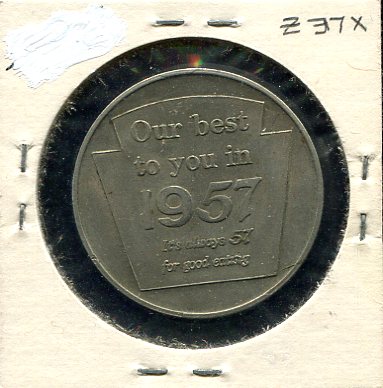 Z37X
Our best
to you in
1957
It's always 57
for good eating